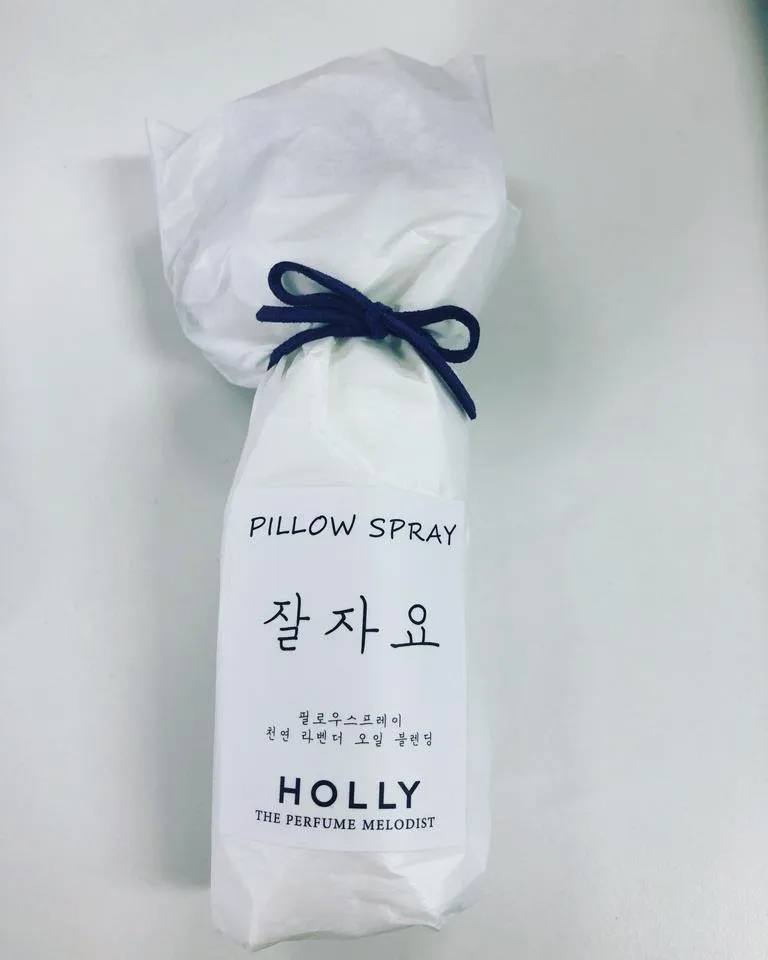 PILLOW SPRAY
잘자요
필로우스프레이
천연 라벤더 오일 블렌딩
HOLLY
THE PERFUME MELODIST